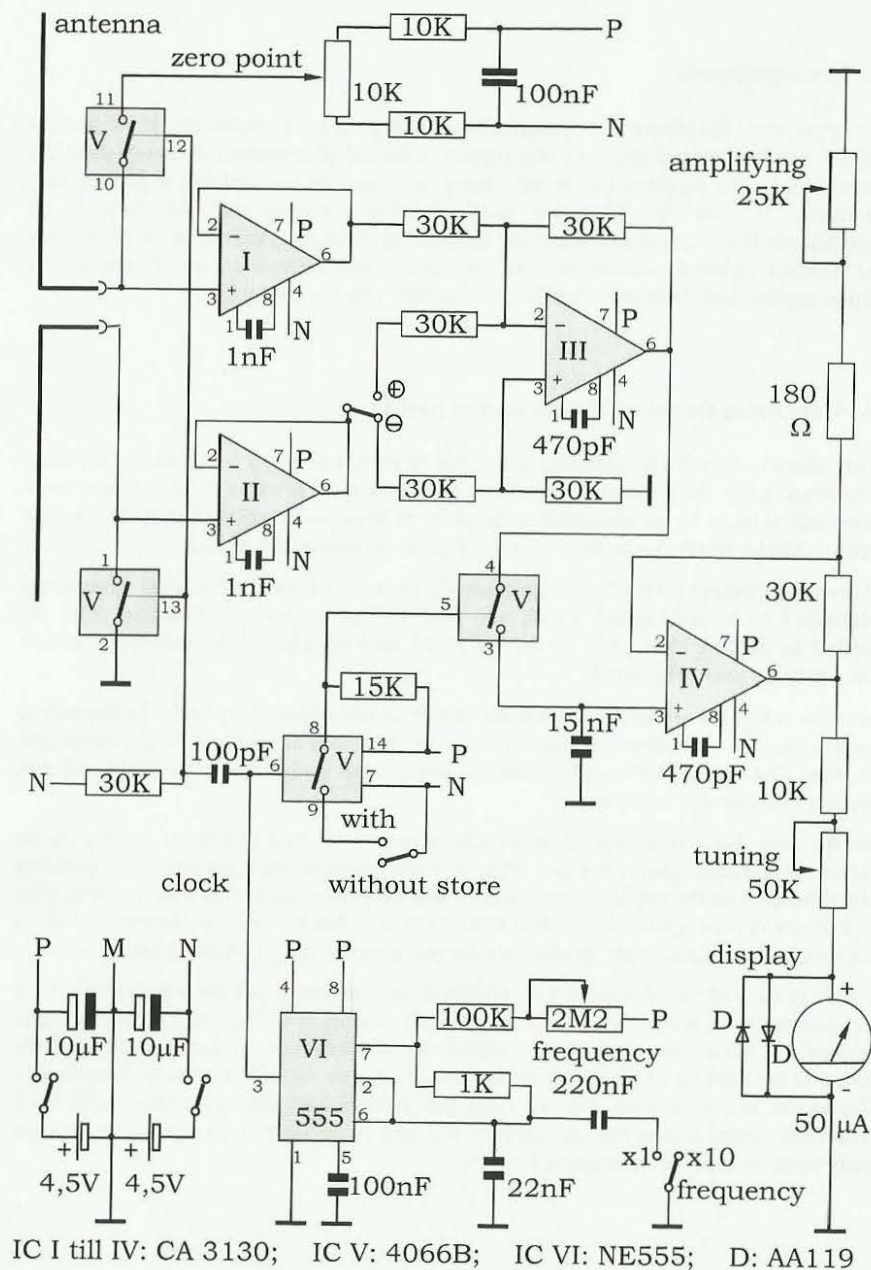 antenna
10K P
zero point
11 10K 100nF
V 12
10 10K N
amplifying
25K
2 - 7 P 30K 30K
I 6
3 + 8 4
1 N
1nF
30K 2 - 7 P
III 6
⊕ 3 + 8 4
⊖ 1 N
470pF
180
Ω
2 - 7 P
II 6
30K 30K
3 + 8 4
1 N
1nF
1
V 13
2
4
5 V
3
30K
2 - 7 P
IV 6
3 + 8 4
1 N
470pF
15nF
15K
8 14 P
100pF 6 V 7 N
9
N 30K
with
without store
clock
10K
tuning
50K
display
P M N P P
4 8
10µF 10µF
100K 2M2 P
VI 7 frequency
3 2 1K 220nF
6
555
1 5
+ + 100nF
4,5V 4,5V
22nF
x1 x10
frequency
D D +
-
50 µA
IC I till IV: CA 3130; IC V: 4066B; IC VI: NE555; D: AA119